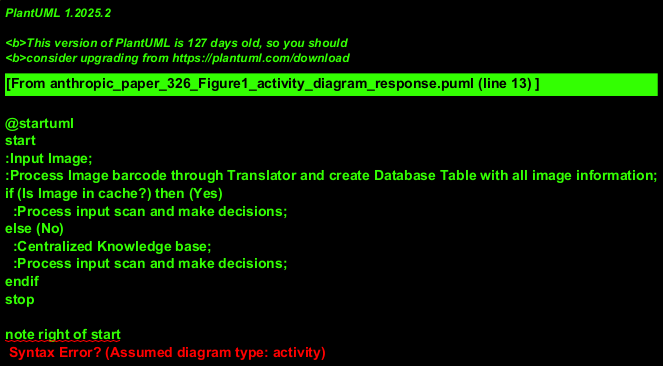 PlantUML 1.2025.2
<b>This version of PlantUML is 127 days old, so you should
<b>consider upgrading from https://plantuml.com/download
[From anthropic_paper_326_Figure1_activity_diagram_response.puml (line 13) ]
@startuml
start
:Input Image;
:Process Image barcode through Translator and create Database Table with all image information;
if (Is Image in cache?) then (Yes)
  :Process input scan and make decisions;
else (No)
  :Centralized Knowledge base;
  :Process input scan and make decisions;
endif
stop
note right of start
Syntax Error? (Assumed diagram type: activity)